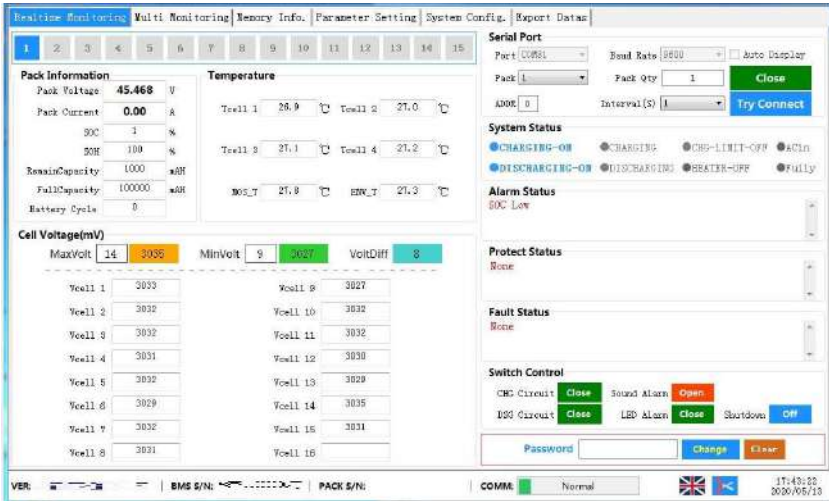 Realtime Monitoring Multi Monitoring Memory Info. Parameter Setting System Config. Export Datas
1 2 3 4 5 6 7 8 9 10 11 12 13 14 15
Pack Information
Pack Voltage 45.468 V
Pack Current 0.00 A
SOC 1 %
SOH 100 %
RemainCapacity 1000 mAH
FullCapacity 100000 mAH
Battery Cycle 0
Temperature
Tcell 1 26.9 ℃ Tcell 2 27.0 ℃
Tcell 3 27.1 ℃ Tcell 4 27.2 ℃
MOS_T 27.8 ℃ ENV_T 27.3 ℃
Cell Voltage(mV)
MaxVolt 14 3035 MinVolt 9 3027 VoltDiff 8
Vcell 1 3033 Vcell 9 3027
Vcell 2 3032 Vcell 10 3032
Vcell 3 3032 Vcell 11 3032
Vcell 4 3031 Vcell 12 3030
Vcell 5 3032 Vcell 13 3029
Vcell 6 3029 Vcell 14 3035
Vcell 7 3032 Vcell 15 3031
Vcell 8 3031 Vcell 16
Serial Port
Port COM31 Baud Rate 9600 Auto Display
Pack 1 Pack Qty 1 Close
ADDR 0 Interval(S) 1 Try Connect
System Status
CHARGING-ON CHARGING CHG-LIMIT-OFF ACin
DISCHARGING-ON DISCHARGING HEATER-OFF Fully
Alarm Status
SOC Low
Protect Status
None
Fault Status
None
Switch Control
CHG Circuit Close Sound Alarm Open
DSG Circuit Close LED Alarm Close Shutdown Off
Password Change Clear
VER: BMS S/N: PACK S/N: COMM: Normal 17:43:22
2020/05/13